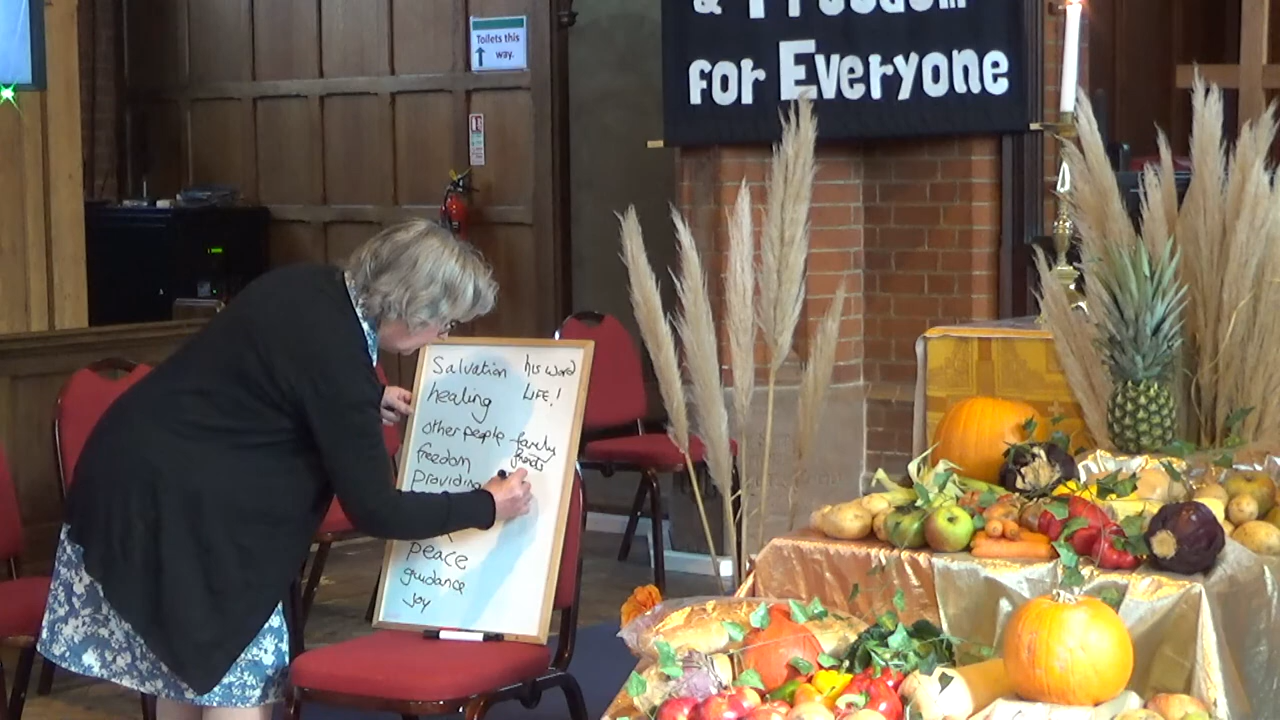 Toilets this
way.
& Freedom
for Everyone
Salvation his word
healing LIFE!
other people family
friends
freedom
Providing
peace
guidance
joy